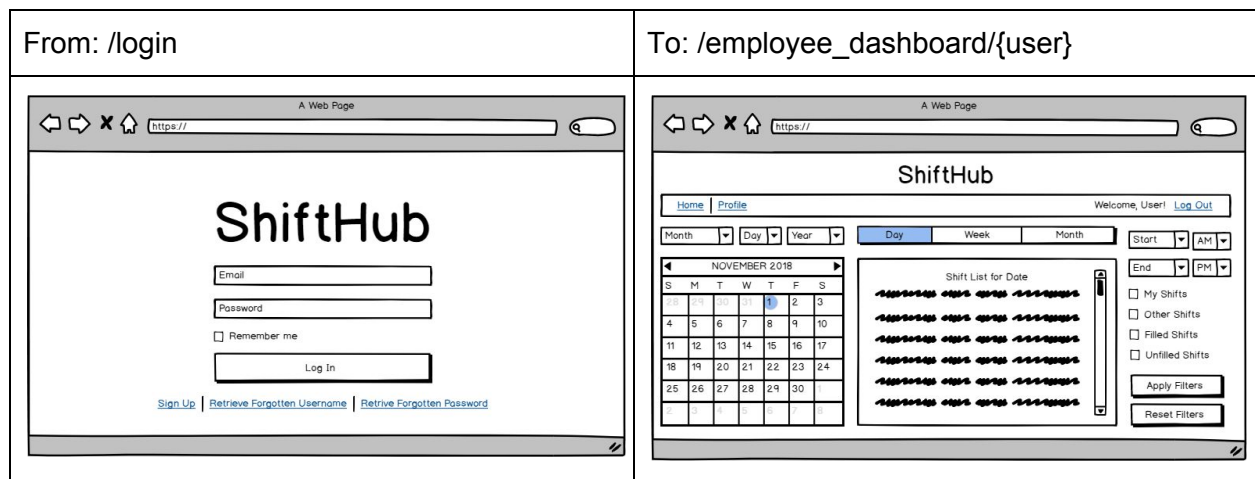 From: /login
To: /employee_dashboard/{user}
A Web Page
https://
ShiftHub
Email
Password
Remember me
Log In
Sign Up | Retrieve Forgotten Username | Retrive Forgotten Password
A Web Page
https://
ShiftHub
Home | Profile
Welcome, User! Log Out
Month Day Year
Day Week Month
Start AM
End PM
NOVEMBER 2018
S M T W T F S
28 29 30 31 1 2 3
4 5 6 7 8 9 10
11 12 13 14 15 16 17
18 19 20 21 22 23 24
25 26 27 28 29 30 1
2 3 4 5 6 7 8
Shift List for Date
My Shifts
Other Shifts
Filled Shifts
Unfilled Shifts
Apply Filters
Reset Filters